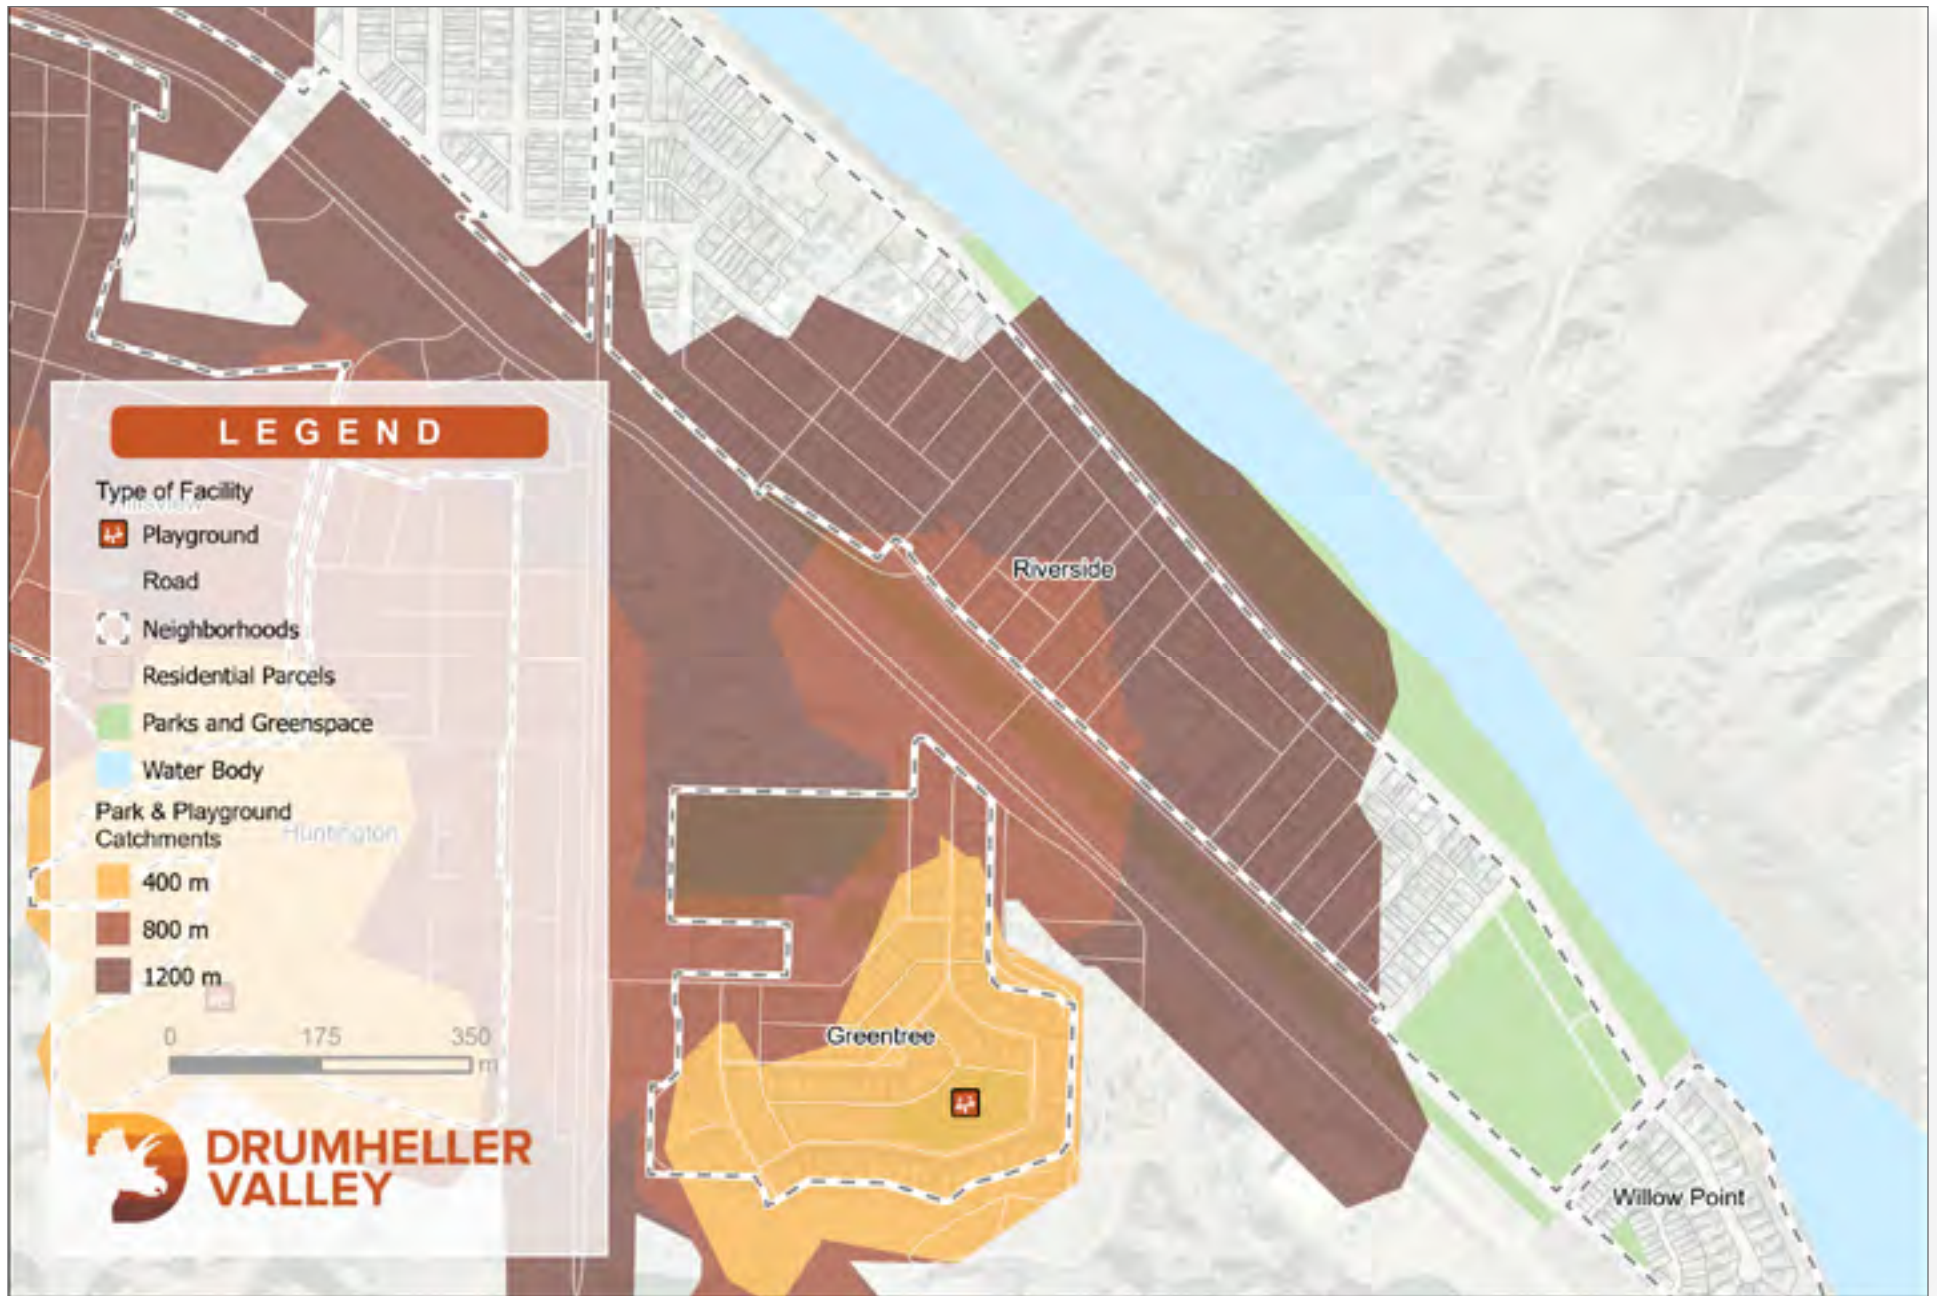 LEGEND
Type of Facility
Playground
Road
Riverside
Neighborhoods
Residential Parcels
Parks and Greenspace
Water Body
Park & Playground
Catchments
Huntington
400 m
800 m
1200 m
Greentree
0 175 350
m
DRUMHELLER
VALLEY
Willow Point